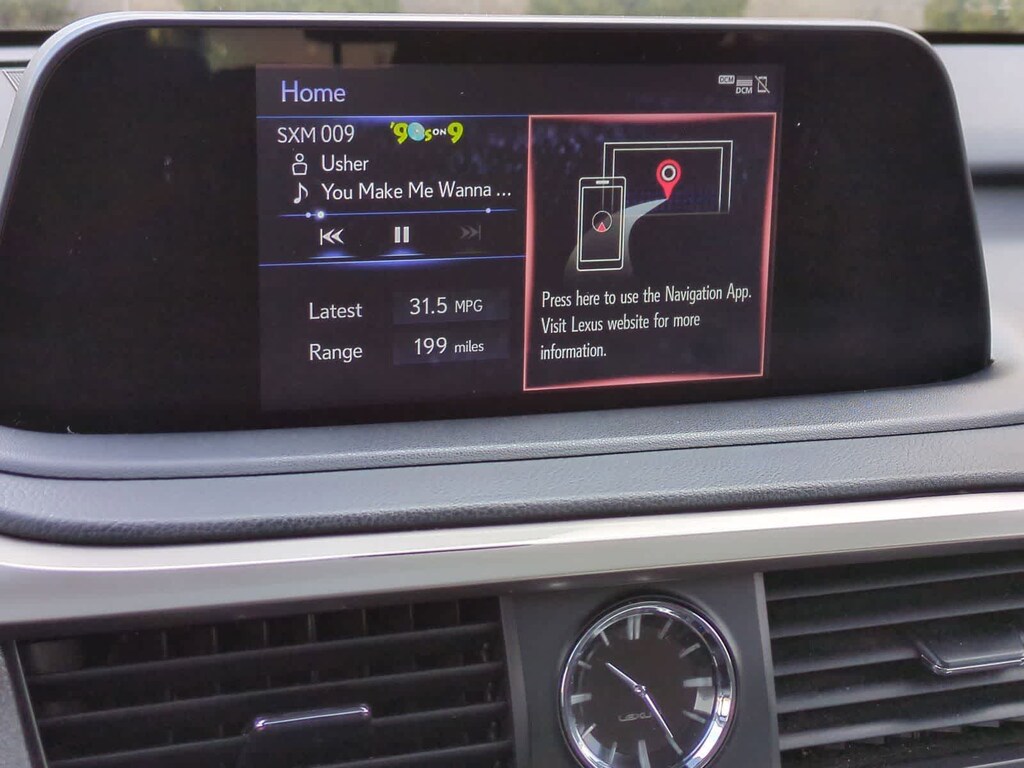 Home
DCM
DCM
SXM 009 '90s ON 9
Usher
You Make Me Wanna ...
Latest 31.5 MPG
Range 199 miles
Press here to use the Navigation App.
Visit Lexus website for more
information.
LEXUS